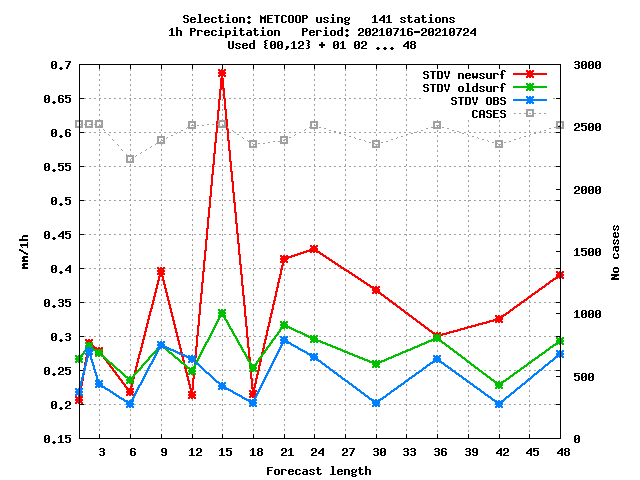 Selection: METCOOP using   141 stations
1h Precipitation   Period: 20210716-20210724
Used {00,12} + 01 02 ... 48
STDV newsurf
STDV oldsurf
STDV OBS
CASES
0.7
0.65
0.6
0.55
0.5
0.45
0.4
0.35
0.3
0.25
0.2
0.15
mm/1h
3000
2500
2000
1500
1000
500
0
No cases
3 6 9 12 15 18 21 24 27 30 33 36 39 42 45 48
Forecast length